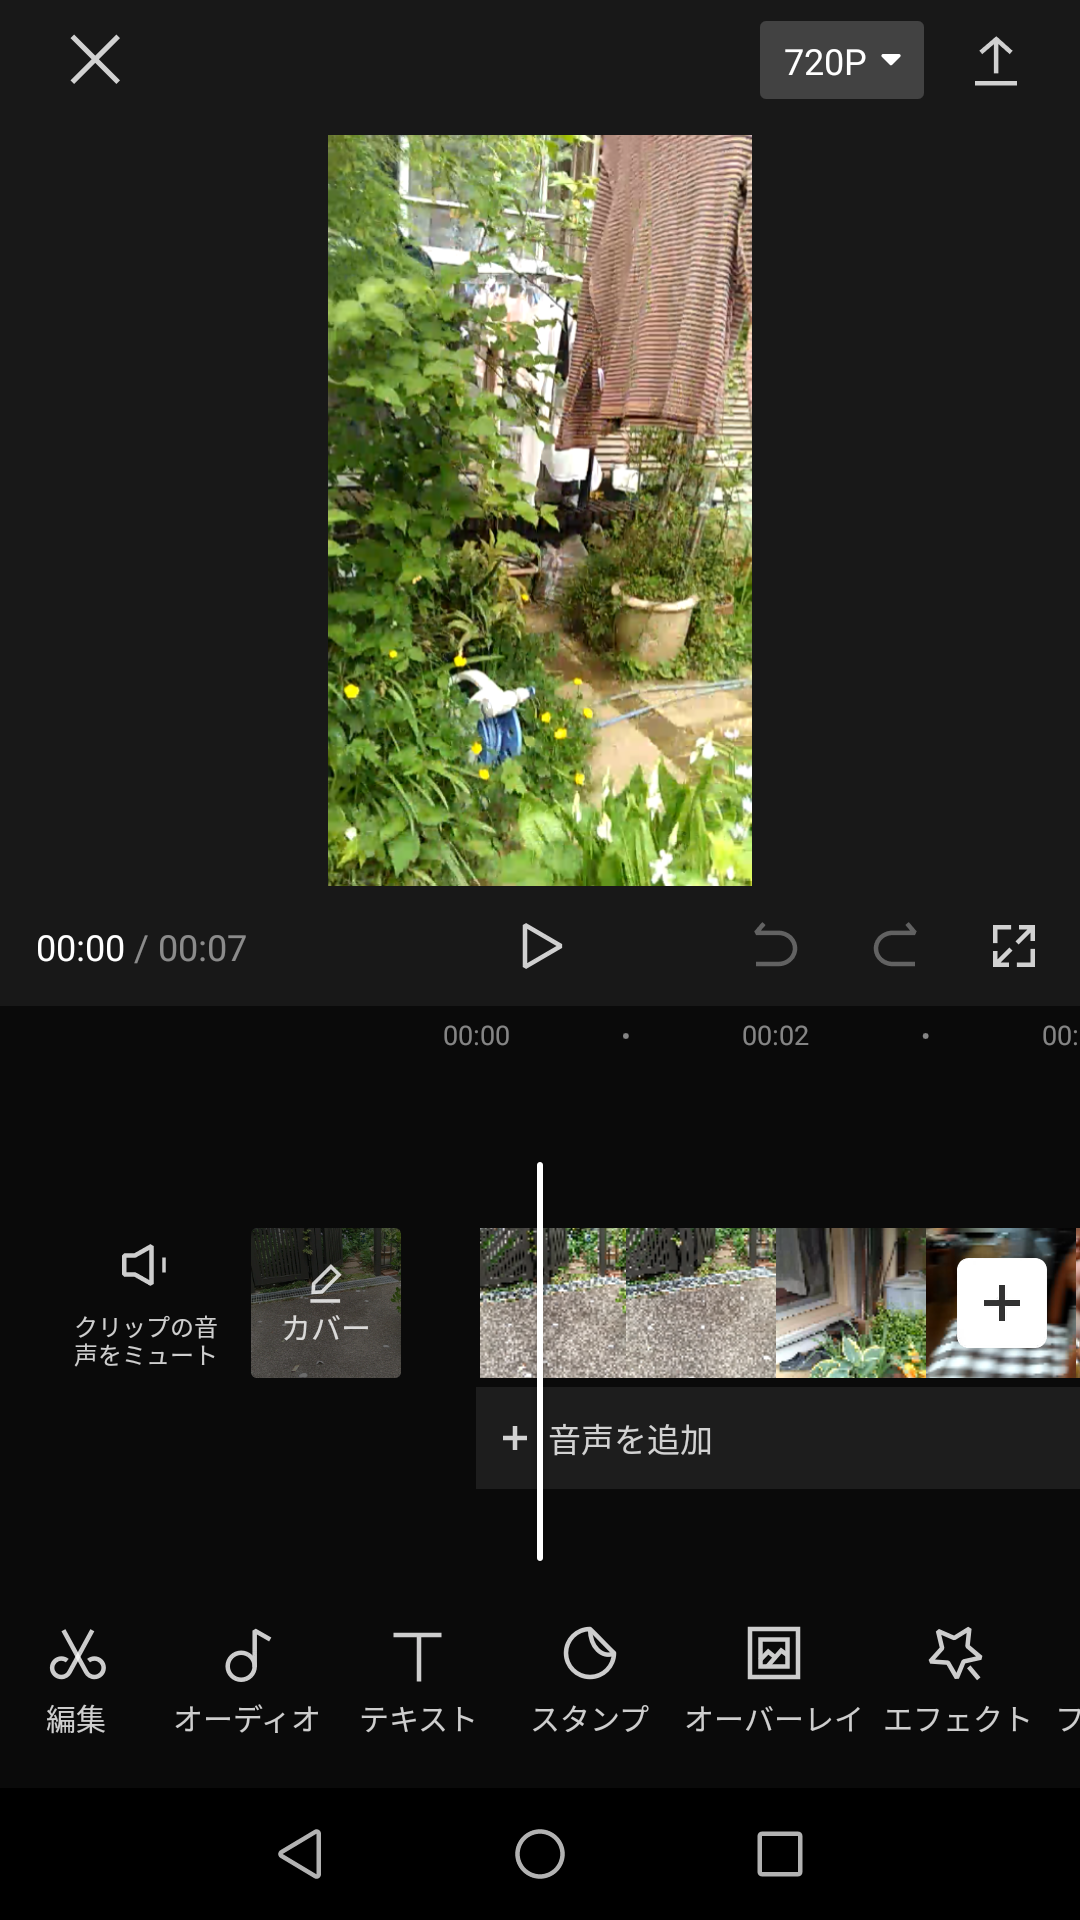 720P
00:00 / 00:07
00:00
00:02
00:
クリップの音
声をミュート
カバー
音声を追加
編集
オーディオ
テキスト
スタンプ
オーバーレイ
エフェクト
フ